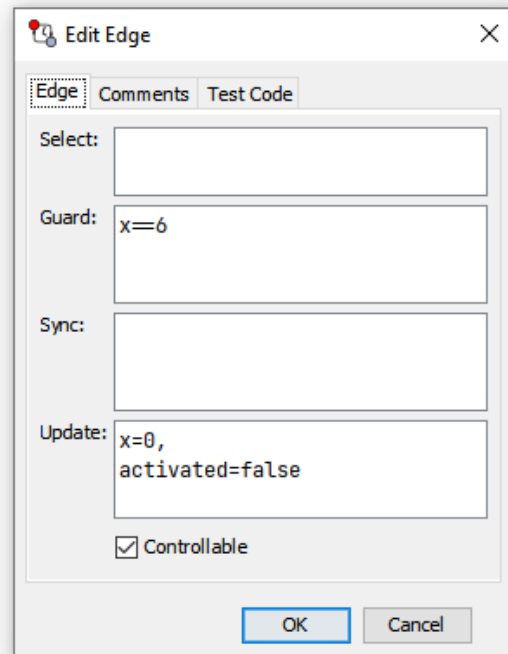 Edit Edge
Edge Comments Test Code
Select:
Guard: x==6
Sync:
Update: x=0,
activated=false
Controllable
OK Cancel